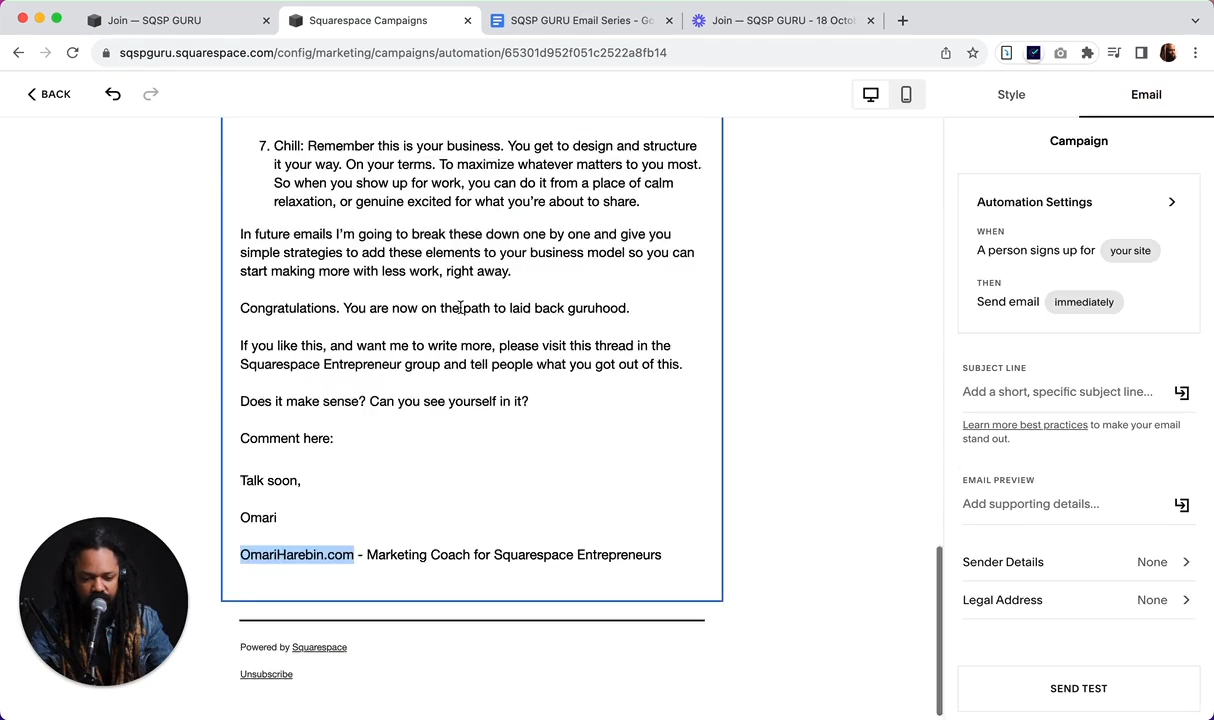 Join — SQSP GURU
Squarespace Campaigns
SQSP GURU Email Series - Go
Join — SQSP GURU - 18 Octo
sqspguru.squarespace.com/config/marketing/campaigns/automation/65301d952f051c2522a8fb14
BACK
Style
Email
7. Chill: Remember this is your business. You get to design and structure
it your way. On your terms. To maximize whatever matters to you most.
So when you show up for work, you can do it from a place of calm
relaxation, or genuine excited for what you’re about to share.
In future emails I’m going to break these down one by one and give you
simple strategies to add these elements to your business model so you can
start making more with less work, right away.
Congratulations. You are now on the path to laid back guruhood.
If you like this, and want me to write more, please visit this thread in the
Squarespace Entrepreneur group and tell people what you got out of this.
Does it make sense? Can you see yourself in it?
Comment here:
Talk soon,
Omari
OmariHarebin.com - Marketing Coach for Squarespace Entrepreneurs
Powered by Squarespace
Unsubscribe
Campaign
Automation Settings
WHEN
A person signs up for your site
THEN
Send email immediately
SUBJECT LINE
Add a short, specific subject line...
Learn more best practices to make your email
stand out.
EMAIL PREVIEW
Add supporting details...
Sender Details None
Legal Address None
SEND TEST